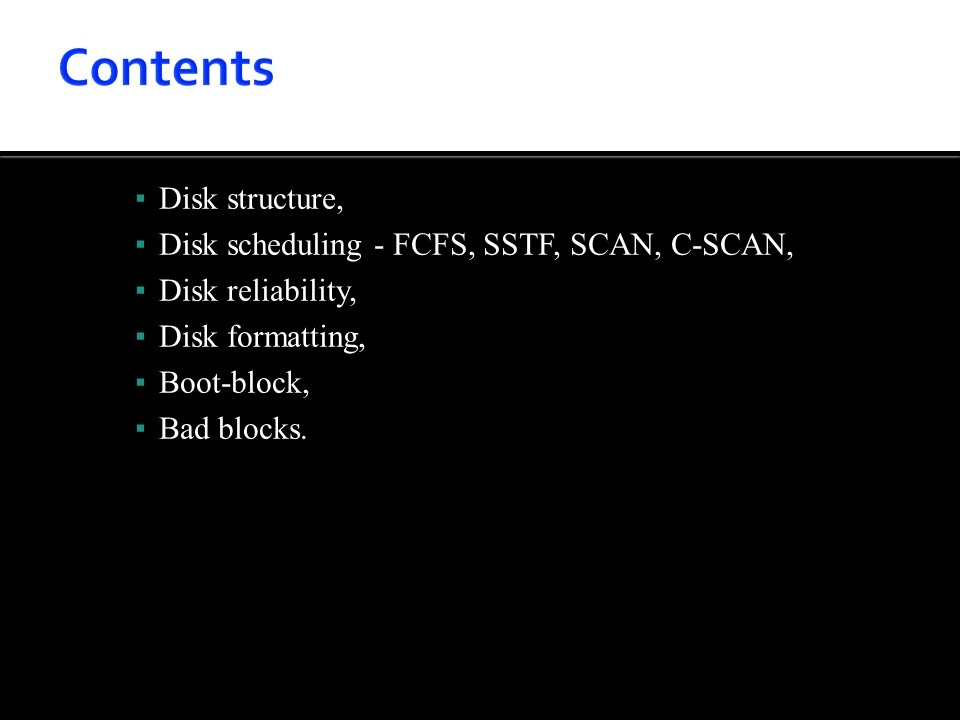 Contents
▪ Disk structure,
▪ Disk scheduling - FCFS, SSTF, SCAN, C-SCAN,
▪ Disk reliability,
▪ Disk formatting,
▪ Boot-block,
▪ Bad blocks.